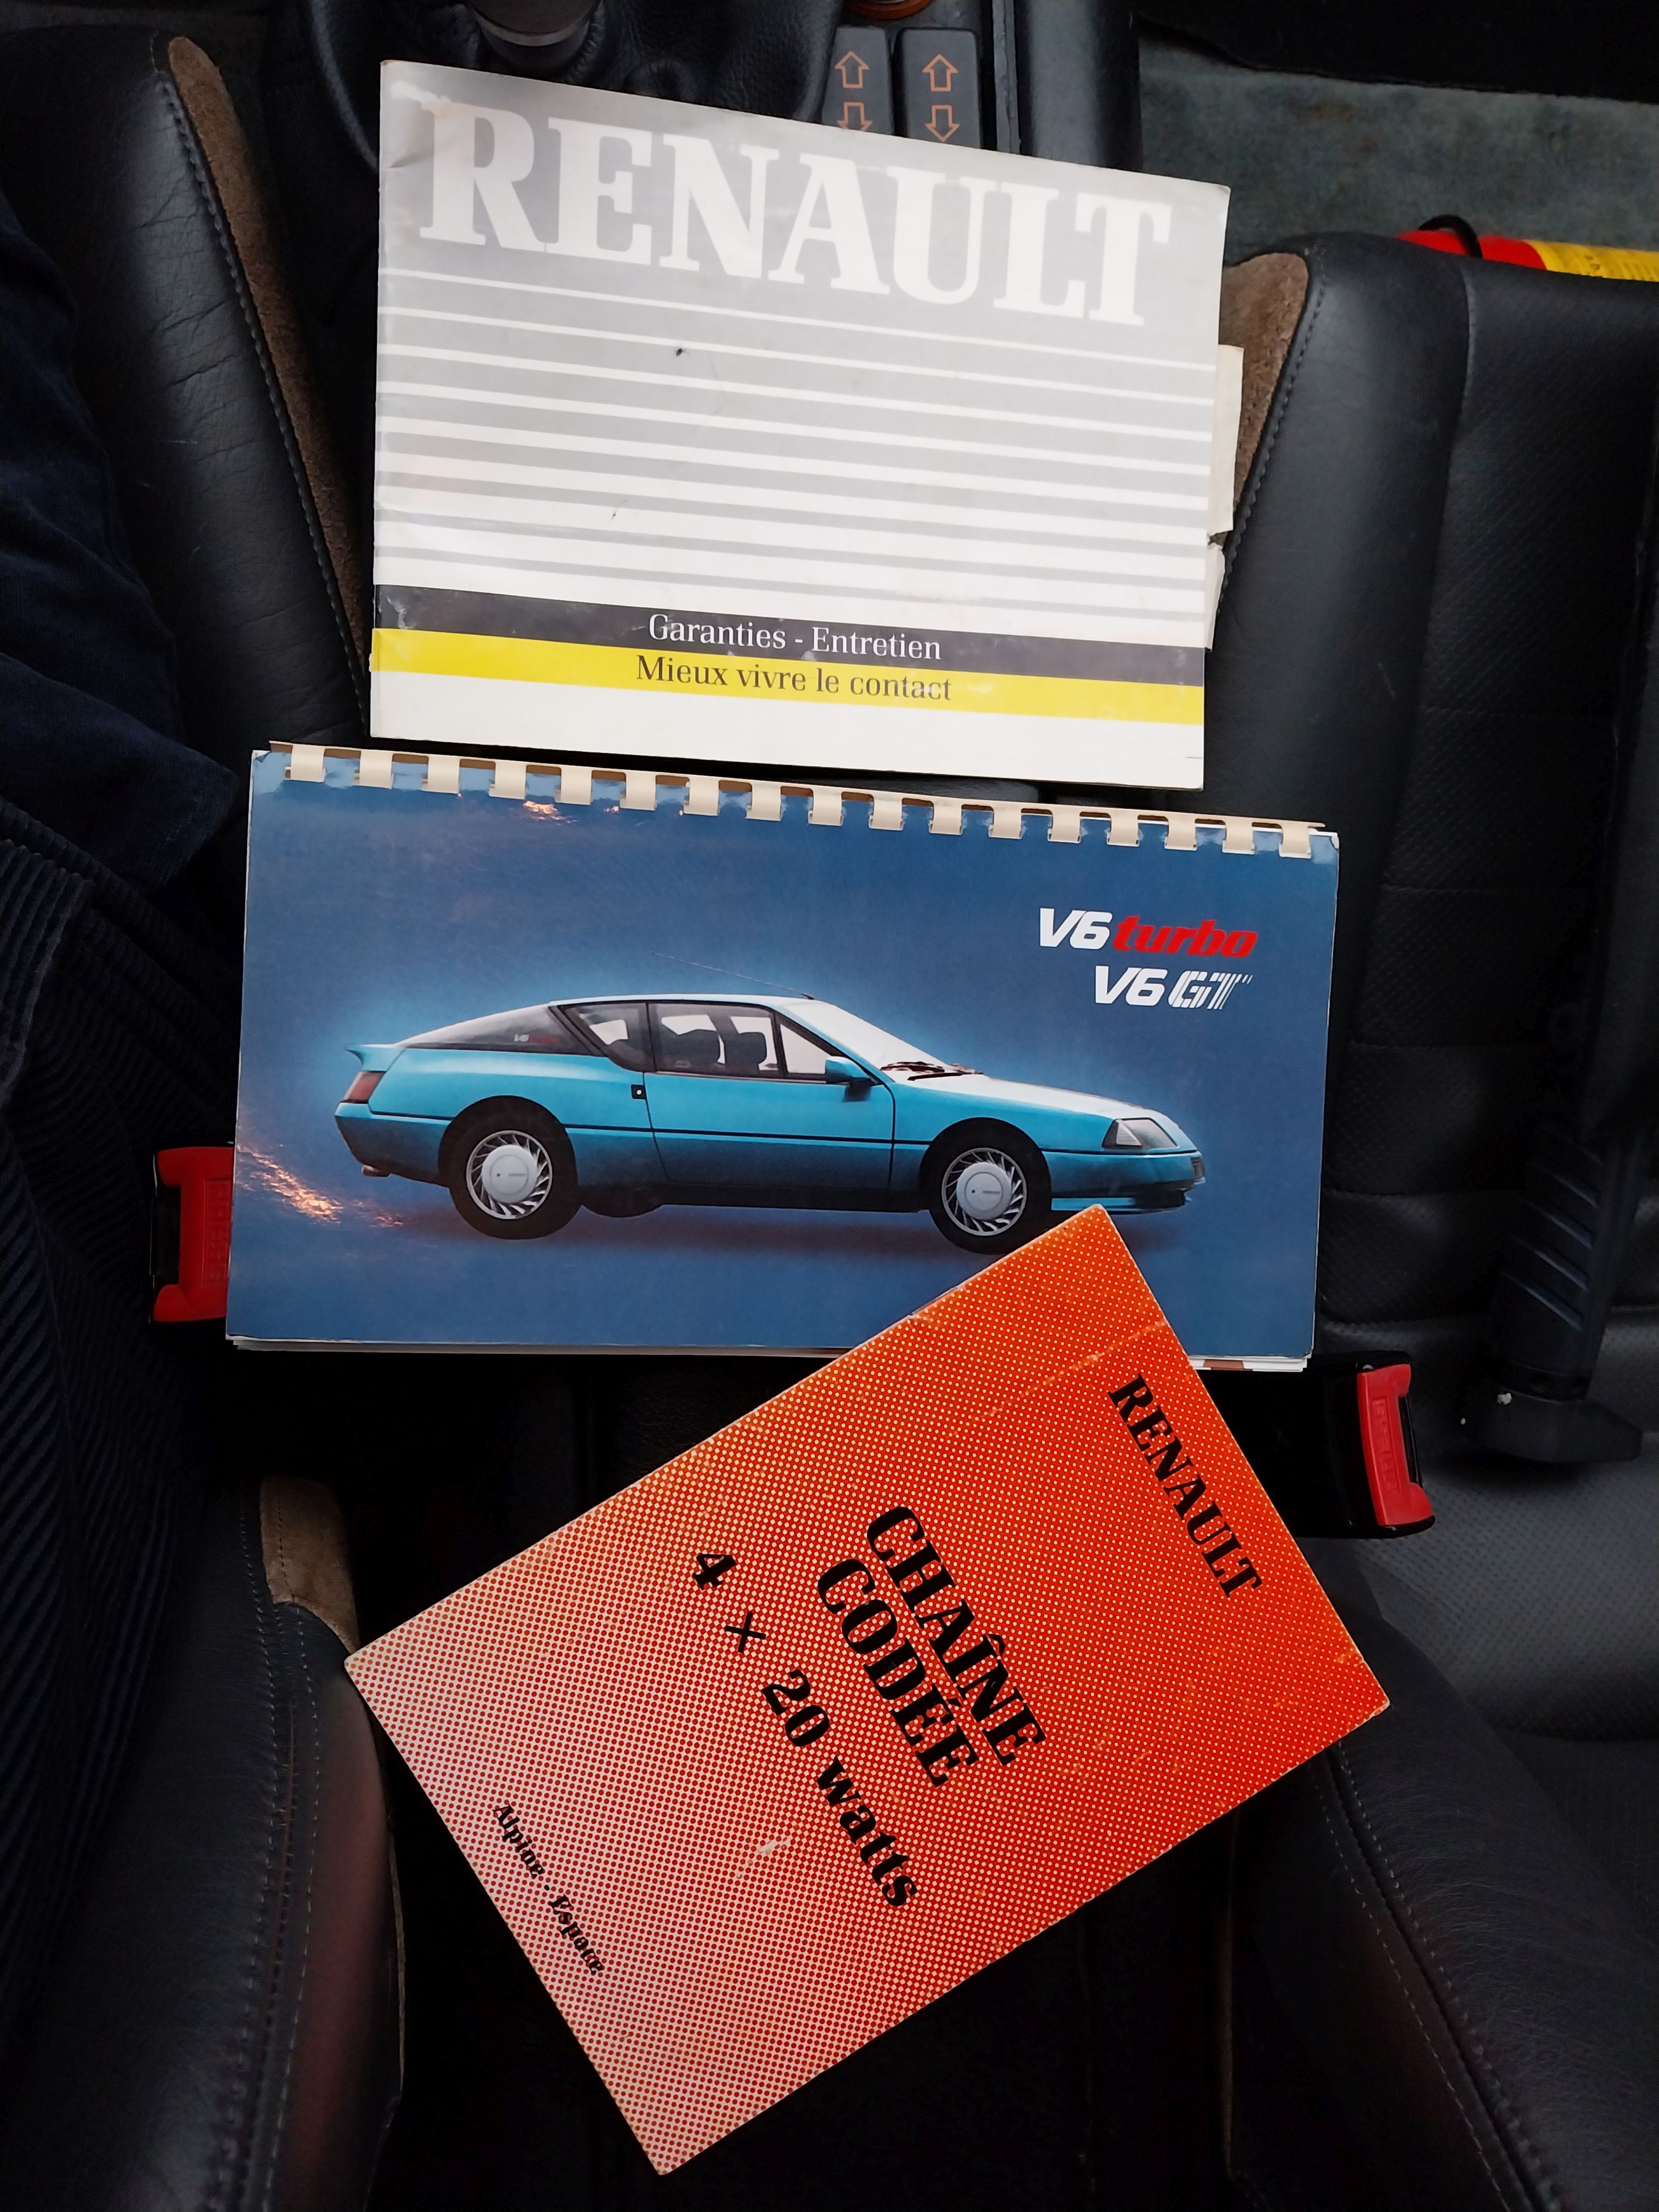 RENAULT
Garanties - Entretien
Mieux vivre le contact
V6 turbo
V6 GT
RENAULT
CHAÎNE
CODÉE
4 × 20 watts
Alpine - Espace